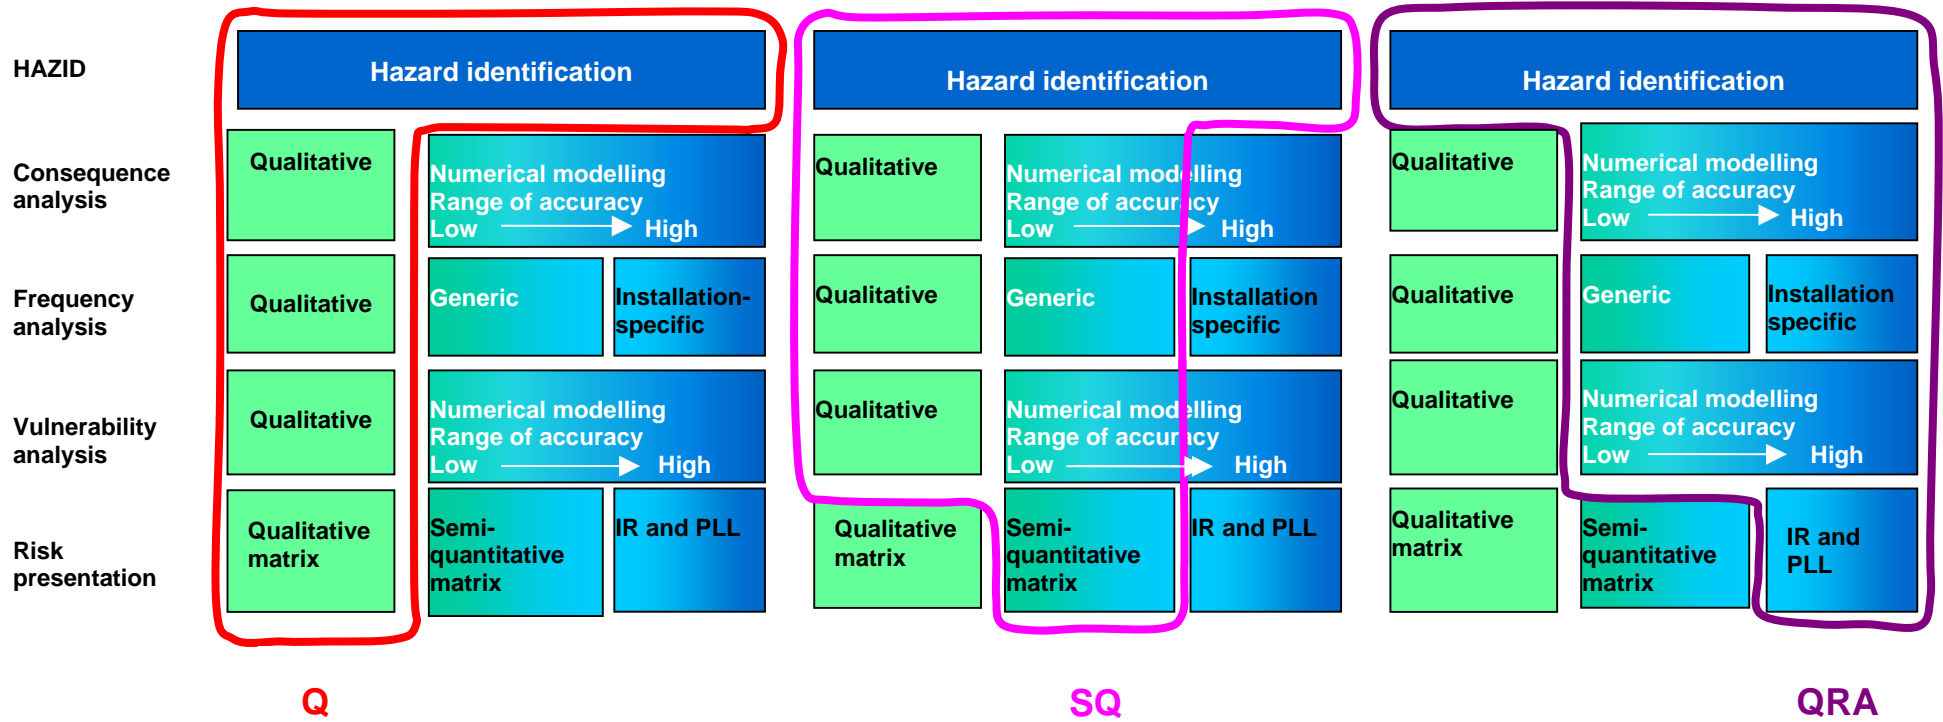 HAZID
Hazard identification
Hazard identification
Hazard identification
Consequence
analysis
Qualitative
Numerical modelling
Range of accuracy
Low
High
Qualitative
Numerical modelling
Range of accuracy
Low
High
Qualitative
Numerical modelling
Range of accuracy
Low
High
Frequency
analysis
Qualitative
Generic
Installation-
specific
Qualitative
Generic
Installation
specific
Qualitative
Generic
Installation
specific
Vulnerability
analysis
Qualitative
Numerical modelling
Range of accuracy
Low
High
Qualitative
Numerical modelling
Range of accuracy
Low
High
Qualitative
Numerical modelling
Range of accuracy
Low
High
Risk
presentation
Qualitative
matrix
Semi-
quantitative
matrix
IR and PLL
Qualitative
matrix
Semi-
quantitative
matrix
IR and PLL
Qualitative
matrix
Semi-
quantitative
matrix
IR and
PLL
Q
SQ
QRA